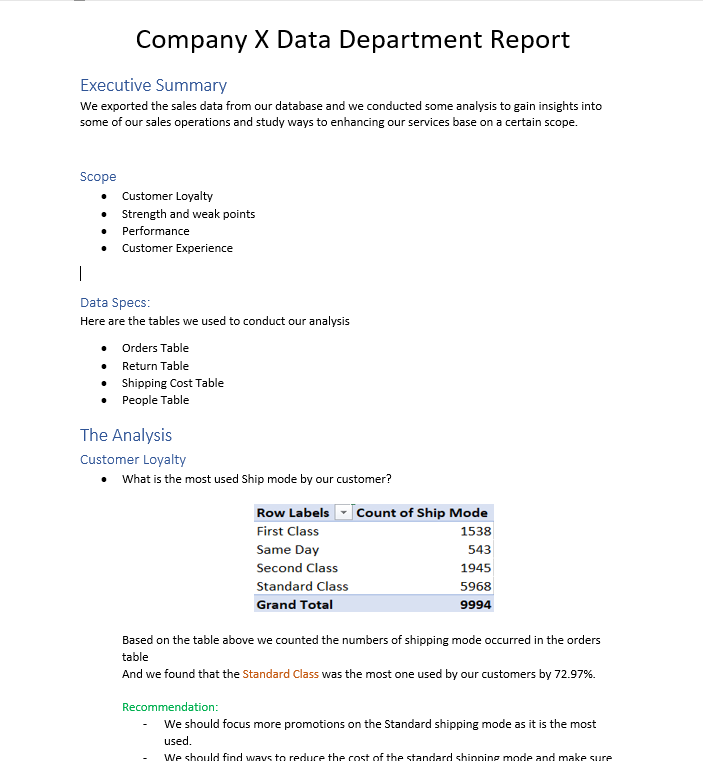 Company X Data Department Report
Executive Summary
We exported the sales data from our database and we conducted some analysis to gain insights into
some of our sales operations and study ways to enhancing our services base on a certain scope.
Scope
• Customer Loyalty
• Strength and weak points
• Performance
• Customer Experience
Data Specs:
Here are the tables we used to conduct our analysis
• Orders Table
• Return Table
• Shipping Cost Table
• People Table
The Analysis
Customer Loyalty
• What is the most used Ship mode by our customer?
Row Labels Count of Ship Mode
First Class 1538
Same Day 543
Second Class 1945
Standard Class 5968
Grand Total 9994
Based on the table above we counted the numbers of shipping mode occurred in the orders
table
And we found that the Standard Class was the most one used by our customers by 72.97%.
Recommendation:
- We should focus more promotions on the Standard shipping mode as it is the most
used.
- We should find ways to reduce the cost of the standard shipping mode and make sure